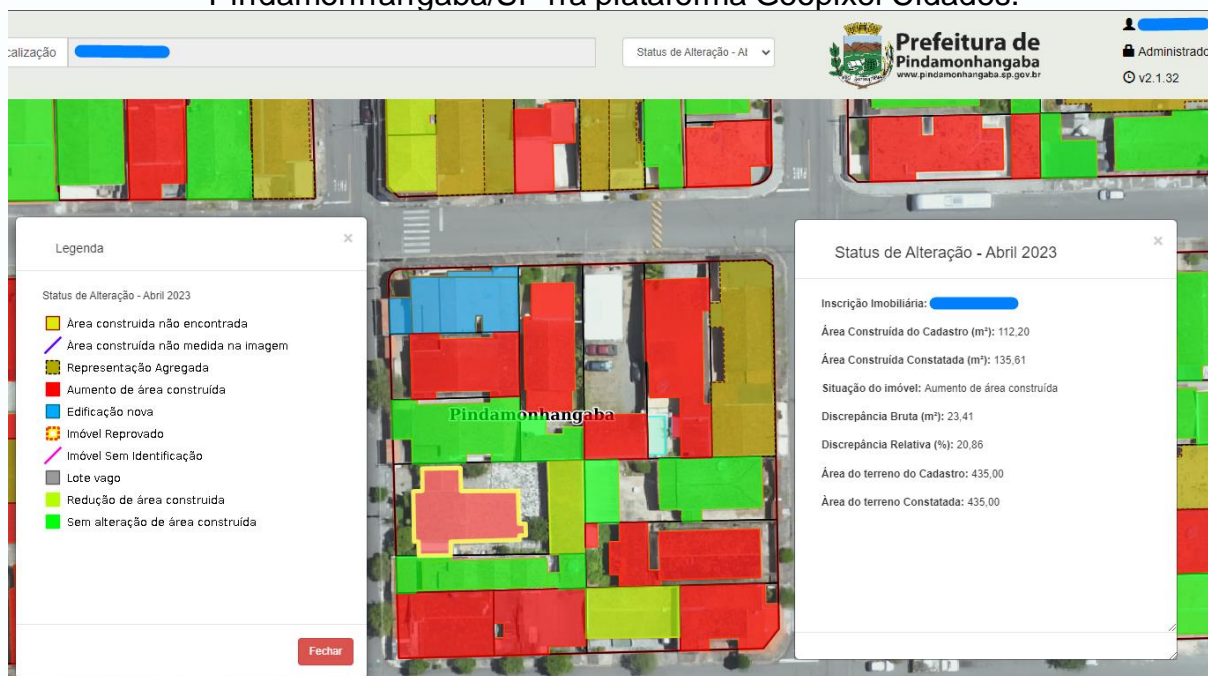 Pindamonhangaba/SP na plataforma Geopixel Cidades.
calização
Status de Alteração - At
Prefeitura de
Pindamonhangaba
www.pindamonhangaba.sp.gov.br
Administrado
v2.1.32
Legenda
×
Status de Alteração - Abril 2023
Área construida não encontrada
Área construída não medida na imagem
Representação Agregada
Aumento de área construída
Edificação nova
Imóvel Reprovado
Imóvel Sem Identificação
Lote vago
Redução de área construida
Sem alteração de área construída
Fechar
Pindamonhangaba
Status de Alteração - Abril 2023
×
Inscrição Imobiliária:
Área Construída do Cadastro (m²): 112,20
Área Construída Constatada (m²): 135,61
Situação do imóvel: Aumento de área construída
Discrepância Bruta (m²): 23,41
Discrepância Relativa (%): 20,86
Área do terreno do Cadastro: 435,00
Área do terreno Constatada: 435,00